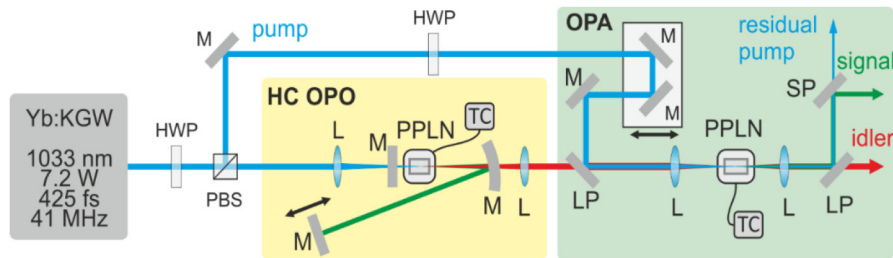 HWP
OPA
M
pump
M
residual
pump
signal
M
HC OPO
M
SP
Yb:KGW
TC
HWP
L
M
PPLN
PPLN
idler
1033 nm
7.2 W
425 fs
41 MHz
PBS
M
L
LP
L
TC
L
LP
M